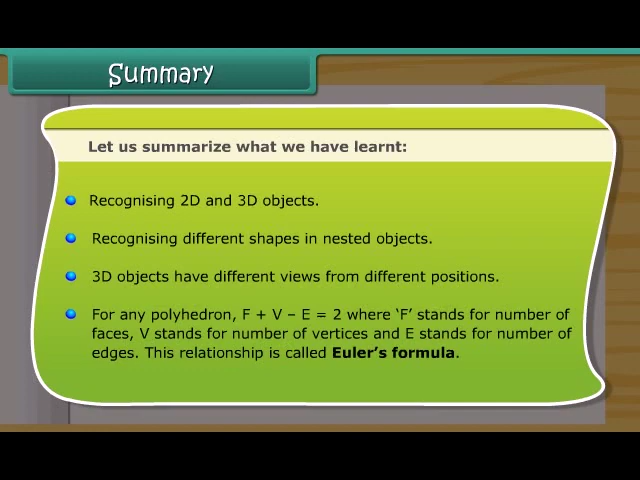 Summary
Let us summarize what we have learnt:
Recognising 2D and 3D objects.
Recognising different shapes in nested objects.
3D objects have different views from different positions.
For any polyhedron, F + V – E = 2 where ‘F’ stands for number of
faces, V stands for number of vertices and E stands for number of
edges. This relationship is called Euler’s formula.